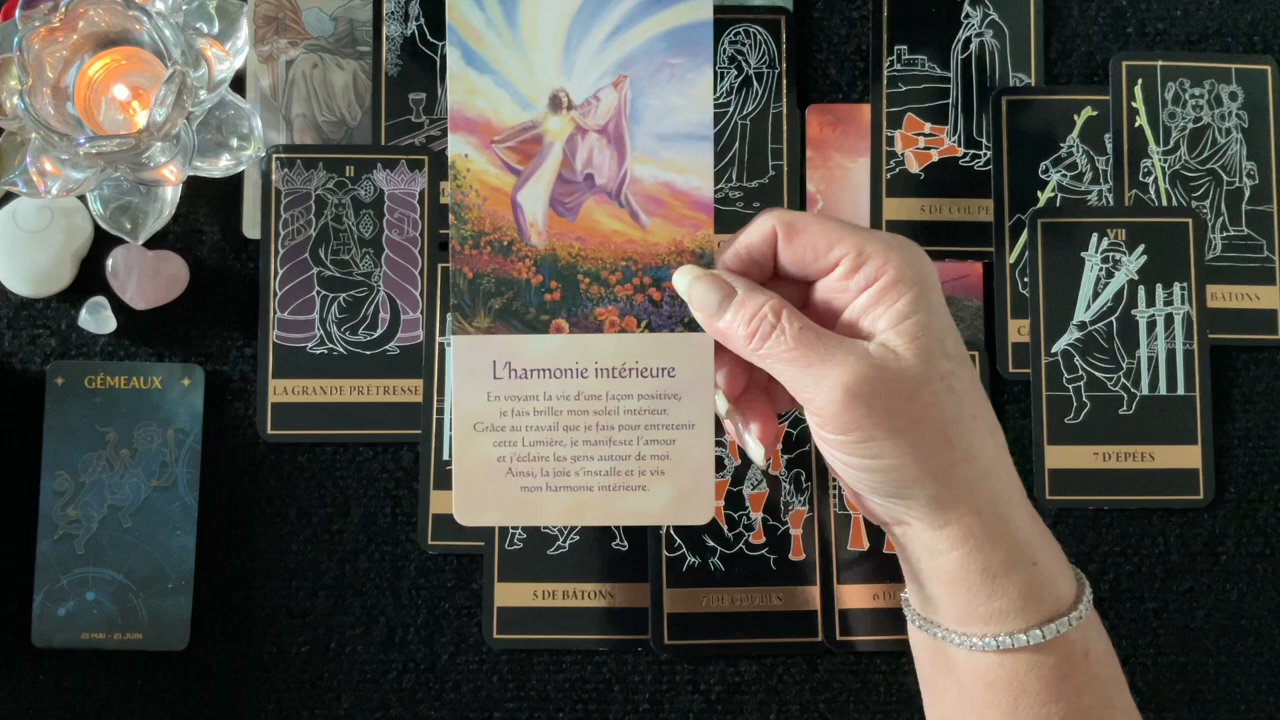 II
LA GRANDE PRÊTRESSE
B
J
GÉMEAUX
21 MAI - 21 JUIN
L'harmonie intérieure
En voyant la vie d'une façon positive,
je fais briller mon soleil intérieur.
Grâce au travail que je fais pour entretenir
cette Lumière, je manifeste l'amour
et j'éclaire les gens autour de moi.
Ainsi, la joie s'installe et je vis
mon harmonie intérieure.
5 DE BÂTONS
7 DE COUPES
6 DE
5 DE COUPE
BÂTONS
VII
7 D'ÉPÉES